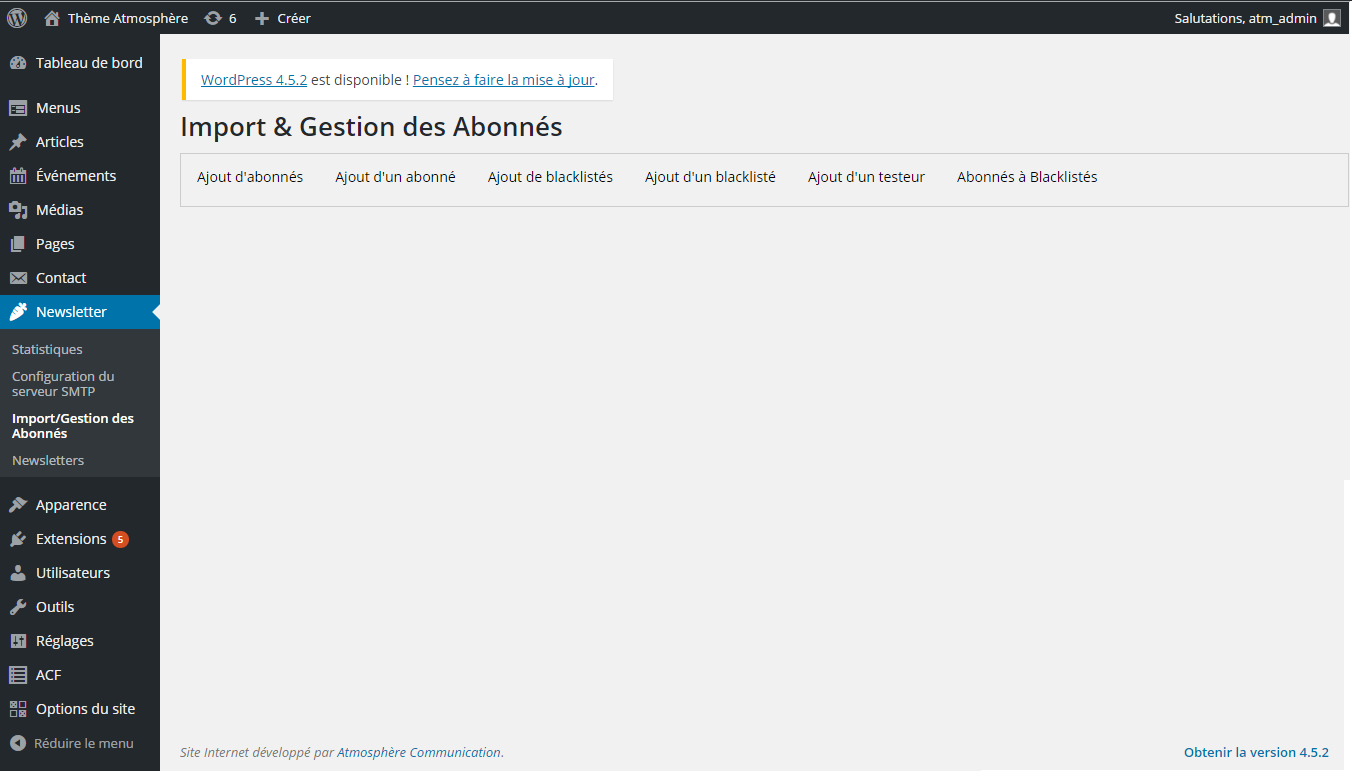 Thème Atmosphère 6 Créer Salutations, atm_admin
Tableau de bord
Menus
Articles
Événements
Médias
Pages
Contact
Newsletter
Statistiques
Configuration du
serveur SMTP
Import/Gestion des
Abonnés
Newsletters
Apparence
Extensions 5
Utilisateurs
Outils
Réglages
ACF
Options du site
Réduire le menu
WordPress 4.5.2 est disponible ! Pensez à faire la mise à jour.
Import & Gestion des Abonnés
Ajout d'abonnés Ajout d'un abonné Ajout de blacklistés Ajout d'un blacklisté Ajout d'un testeur Abonnés à Blacklistés
Site Internet développé par Atmosphère Communication. Obtenir la version 4.5.2